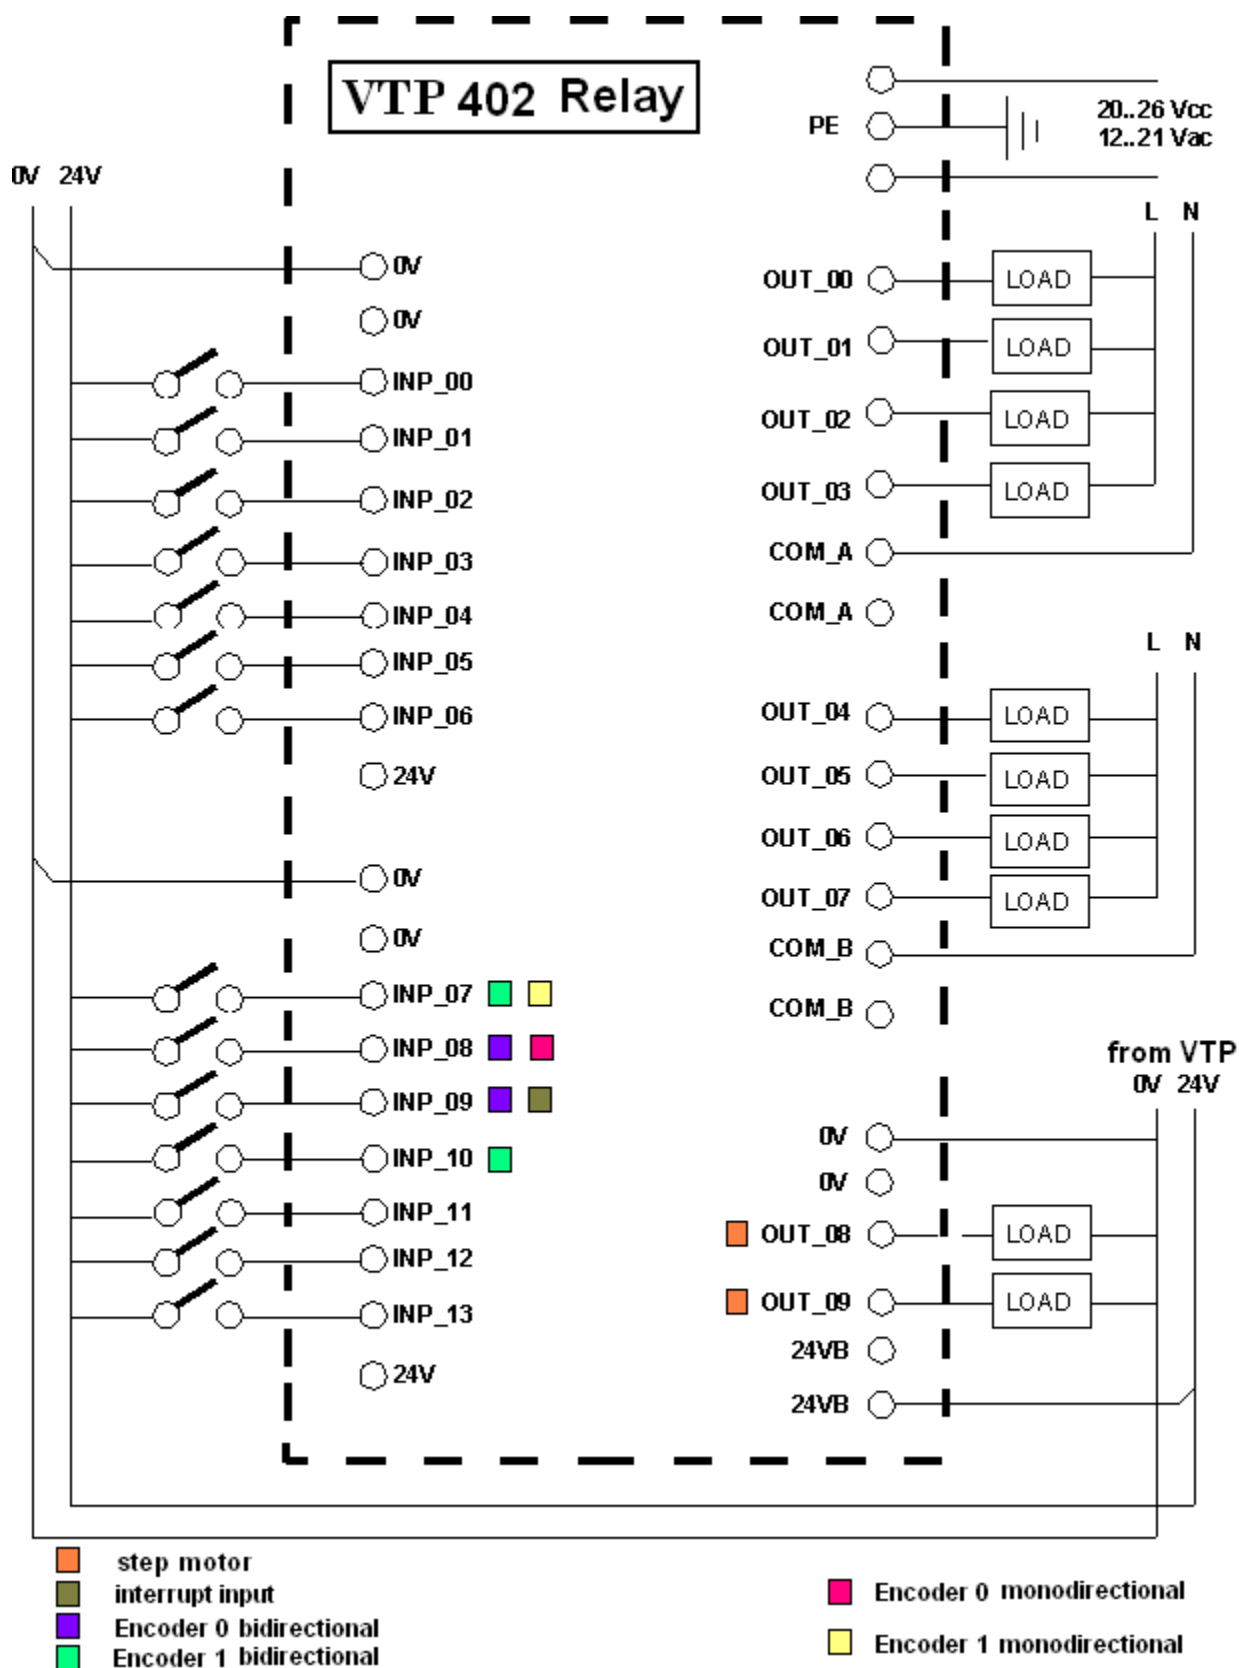 VTP 402 Relay
PE
20..26 Vcc
12..21 Vac
0V 24V
L N
0V
0V
INP_00
INP_01
INP_02
INP_03
INP_04
INP_05
INP_06
24V
0V
0V
INP_07
INP_08
INP_09
INP_10
INP_11
INP_12
INP_13
24V
OUT_00 LOAD
OUT_01 LOAD
OUT_02 LOAD
OUT_03 LOAD
COM_A
COM_A
L N
OUT_04 LOAD
OUT_05 LOAD
OUT_06 LOAD
OUT_07 LOAD
COM_B
COM_B
from VTP
0V 24V
0V
0V
OUT_08 LOAD
OUT_09 LOAD
24VB
24VB
step motor
interrupt input
Encoder 0 bidirectional
Encoder 1 bidirectional
Encoder 0 monodirectional
Encoder 1 monodirectional